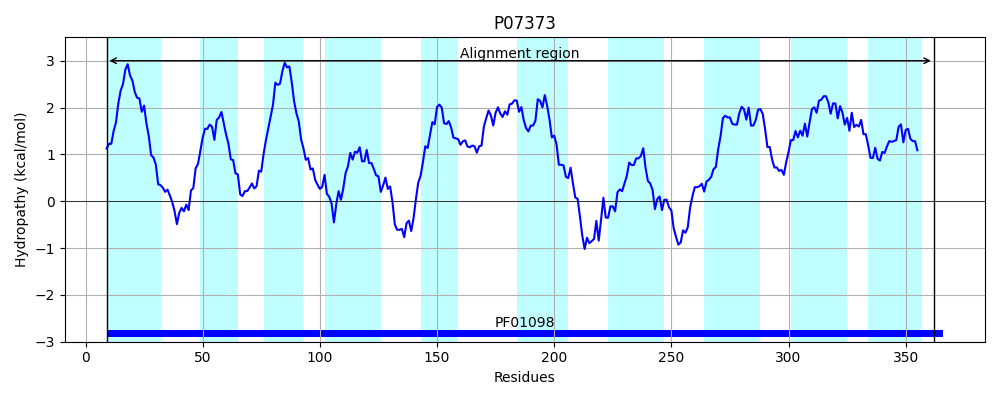 P07373
Alignment region
3
2
1
0
−1
−2
−3
Hydropathy (kcal/mol)
PF01098
0 50 100 150 200 250 300 350
Residues